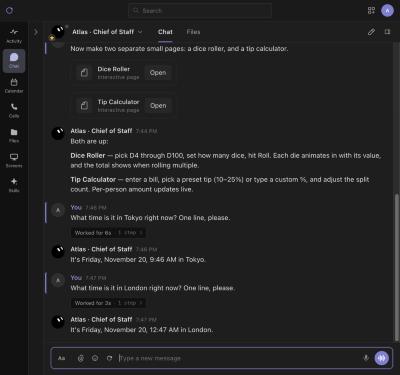 Search
A
Atlas · Chief of Staff
Chat
Files
Activity
Chat
Calendar
Calls
Files
Screens
Skills
Now make two separate small pages: a dice roller, and a tip calculator.
Dice Roller
Interactive page
Open
Tip Calculator
Interactive page
Open
Atlas · Chief of Staff 7:44 PM
Both are up:
Dice Roller — pick D4 through D100, set how many dice, hit Roll. Each die animates in with its value,
and the total shows when rolling multiple.
Tip Calculator — enter a bill, pick a preset tip (10–25%) or type a custom %, and adjust the split
count. Per-person amount updates live.
A
You 7:46 PM
What time is it in Tokyo right now? One line, please.
Worked for 6s · 1 step
Atlas · Chief of Staff 7:46 PM
It's Friday, November 20, 9:46 AM in Tokyo.
A
You 7:47 PM
What time is it in London right now? One line, please.
Worked for 3s · 1 step
Atlas · Chief of Staff 7:47 PM
It's Friday, November 20, 12:47 AM in London.
Aa
Type a new message